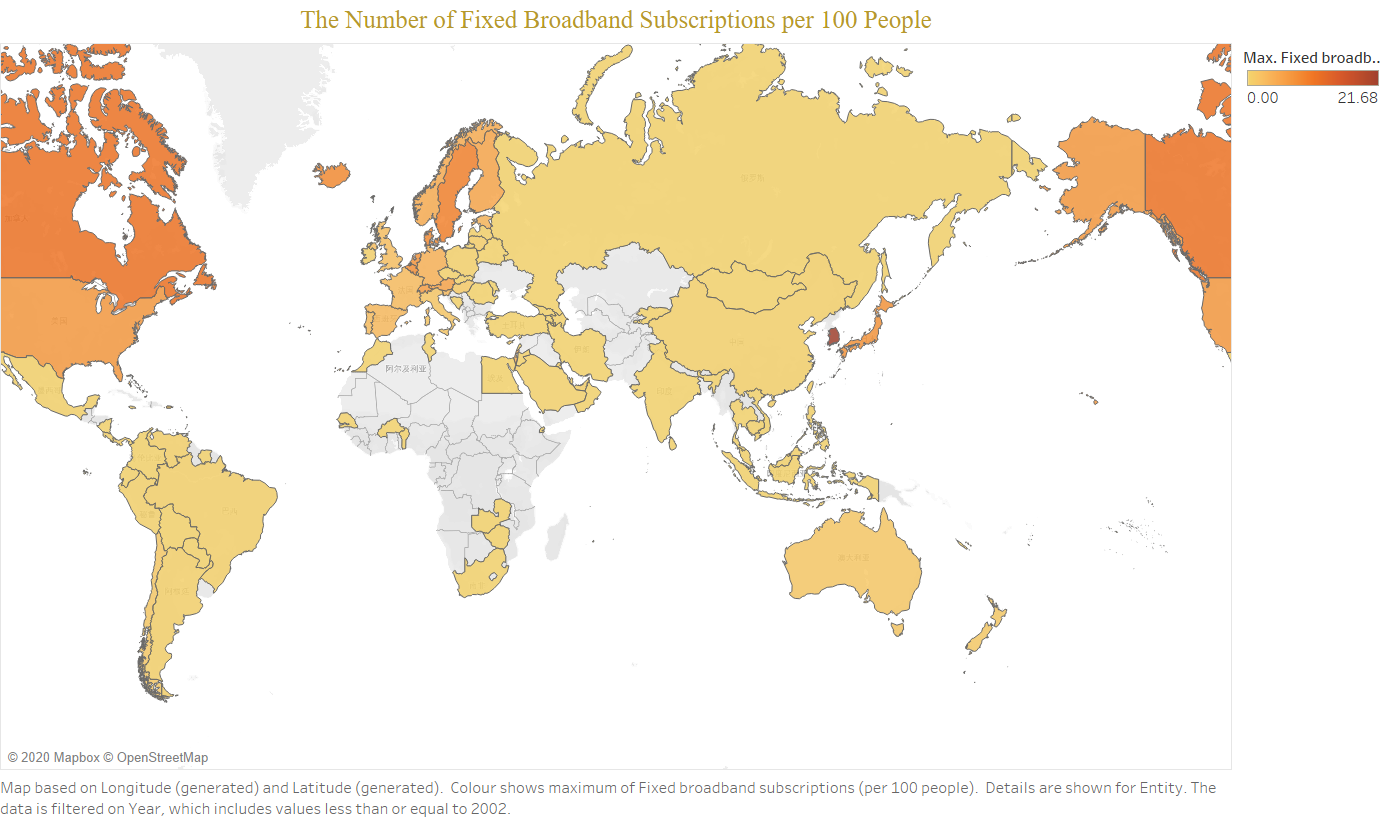 The Number of Fixed Broadband Subscriptions per 100 People
Max. Fixed broadb..
0.00 21.68
阿尔及利亚
© 2020 Mapbox © OpenStreetMap
Map based on Longitude (generated) and Latitude (generated).  Colour shows maximum of Fixed broadband subscriptions (per 100 people).  Details are shown for Entity. The
data is filtered on Year, which includes values less than or equal to 2002.